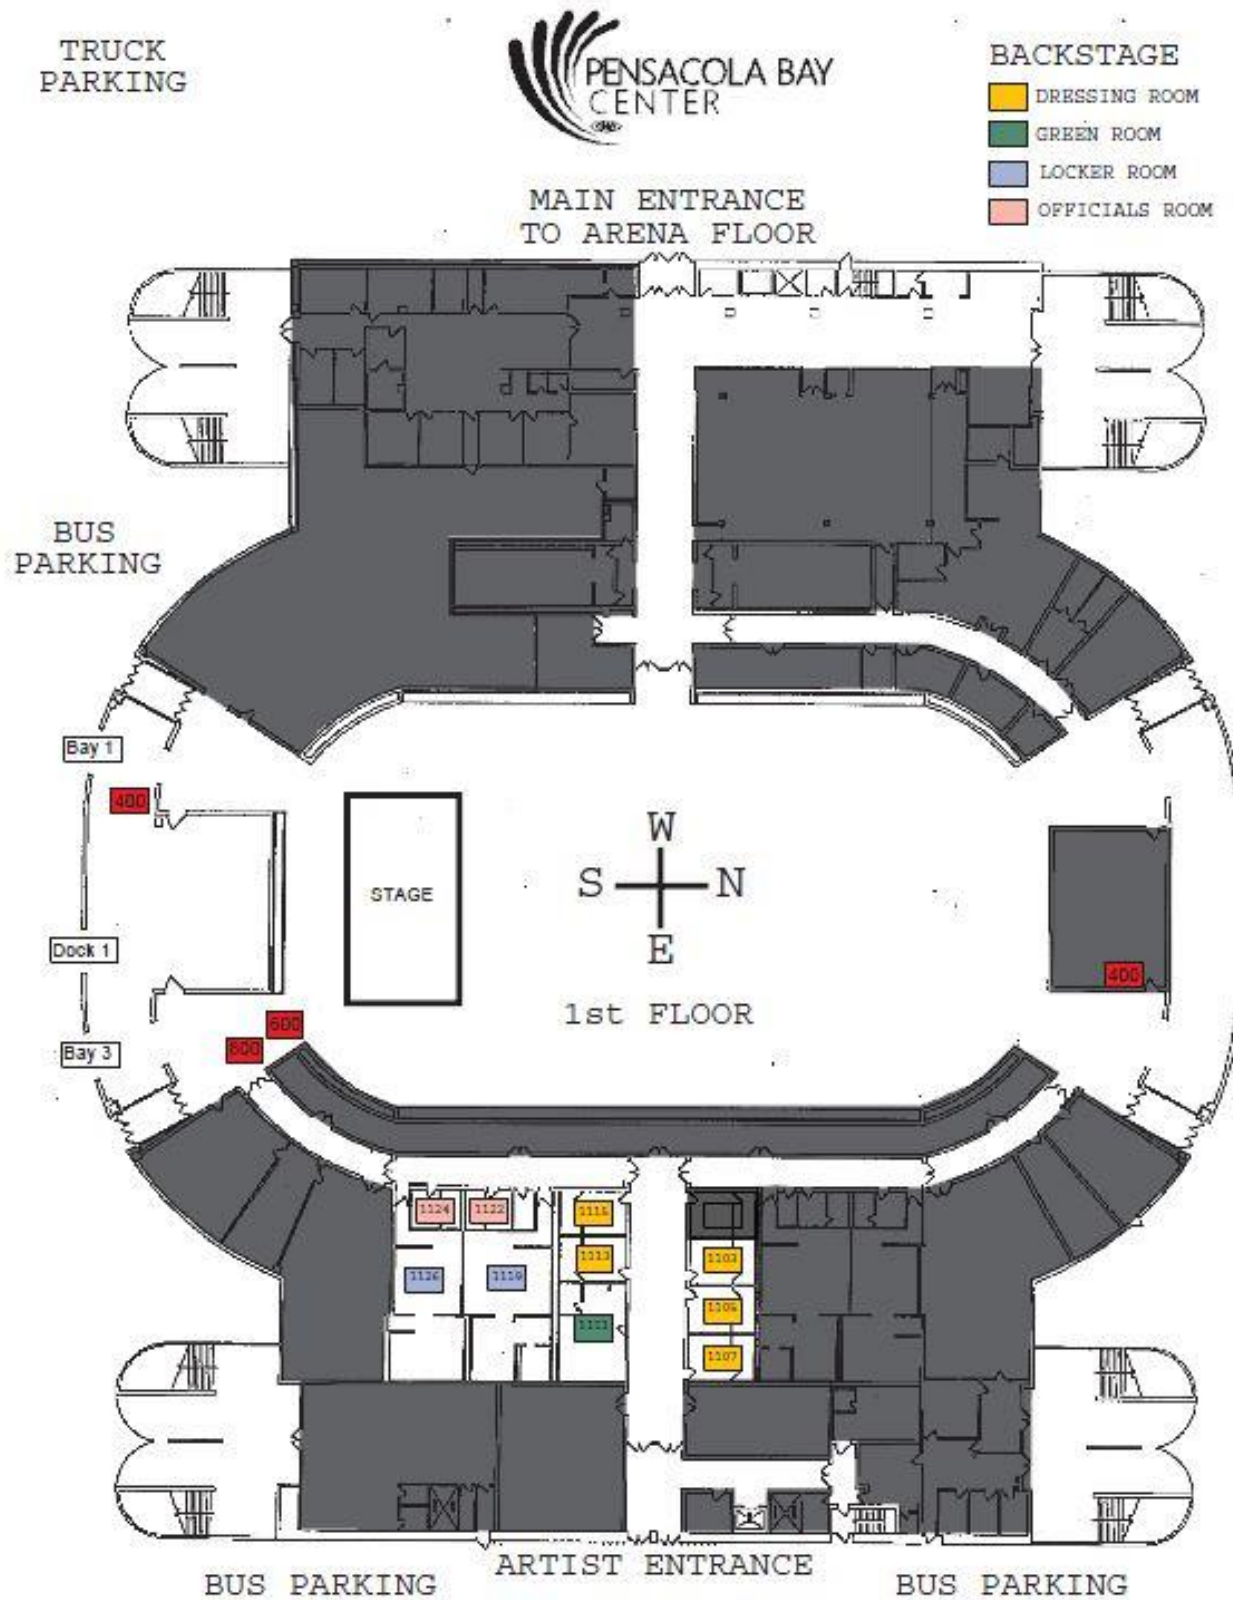 TRUCK
PARKING
PENSACOLA BAY
CENTER
BACKSTAGE
DRESSING ROOM
GREEN ROOM
LOCKER ROOM
OFFICIALS ROOM
MAIN ENTRANCE
TO ARENA FLOOR
BUS
PARKING
Bay 1
400
STAGE
W
S N
E
Dock 1
400
1st FLOOR
600
Bay 3
1124
1122
1113
1103
1107
ARTIST ENTRANCE
BUS PARKING
BUS PARKING